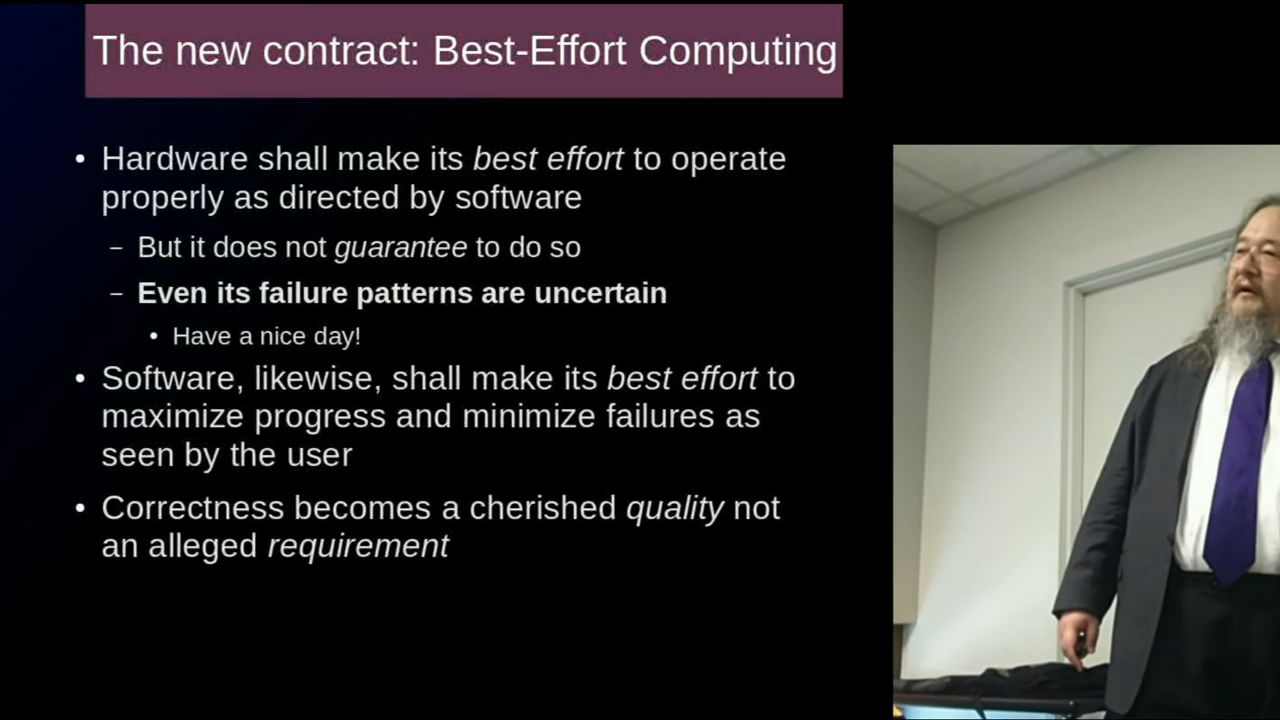 The new contract: Best-Effort Computing
• Hardware shall make its best effort to operate
properly as directed by software
– But it does not guarantee to do so
– Even its failure patterns are uncertain
• Have a nice day!
• Software, likewise, shall make its best effort to
maximize progress and minimize failures as
seen by the user
• Correctness becomes a cherished quality not
an alleged requirement